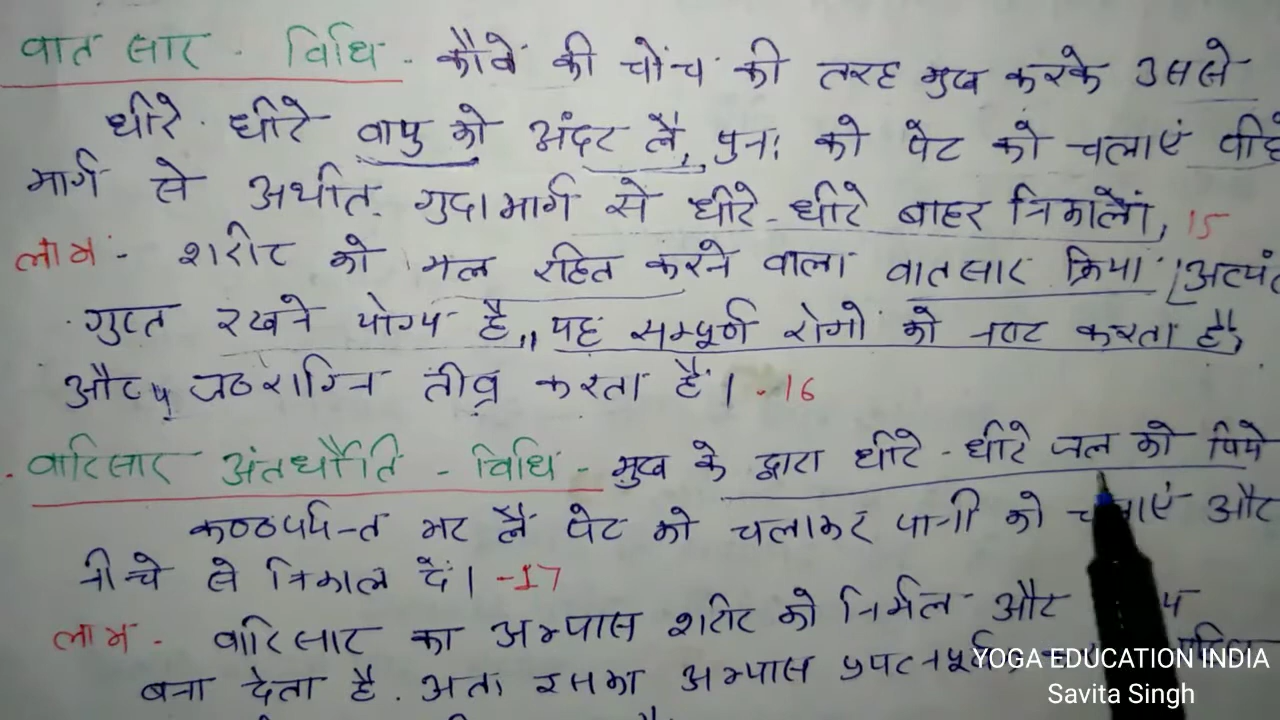 वातसार - विधि - कौवे की चोंच की तरह मुख करके उससे
धीरे - धीरे वायु को अंदर लें, पुनः को पेट को चलाएं पीछे
मार्ग से अर्थात गुदामार्ग से धीरे - धीरे बाहर निकालें, 15
लाभ - शरीर को मल रहित करने वाला वातसार क्रिया अत्यंत
गुप्त रखने योग्य है,, यह सम्पूर्ण रोगों को नष्ट करता है,
और जठराग्नि तीव्र करता है। - 16
वारिसार अंतर्धौति - विधि - मुख के द्वारा धीरे - धीरे जल को पिये
कण्ठपर्यन्त भर लें पेट को चलाकर पानी को चलाएं और
नीचे से निकाल दें। - 17
लाभ - वारिसार का अभ्यास शरीर को निर्मल और
बना देता है. अतः इसका अभ्यास प्रयत्नपूर्वक
YOGA EDUCATION INDIA
Savita Singh